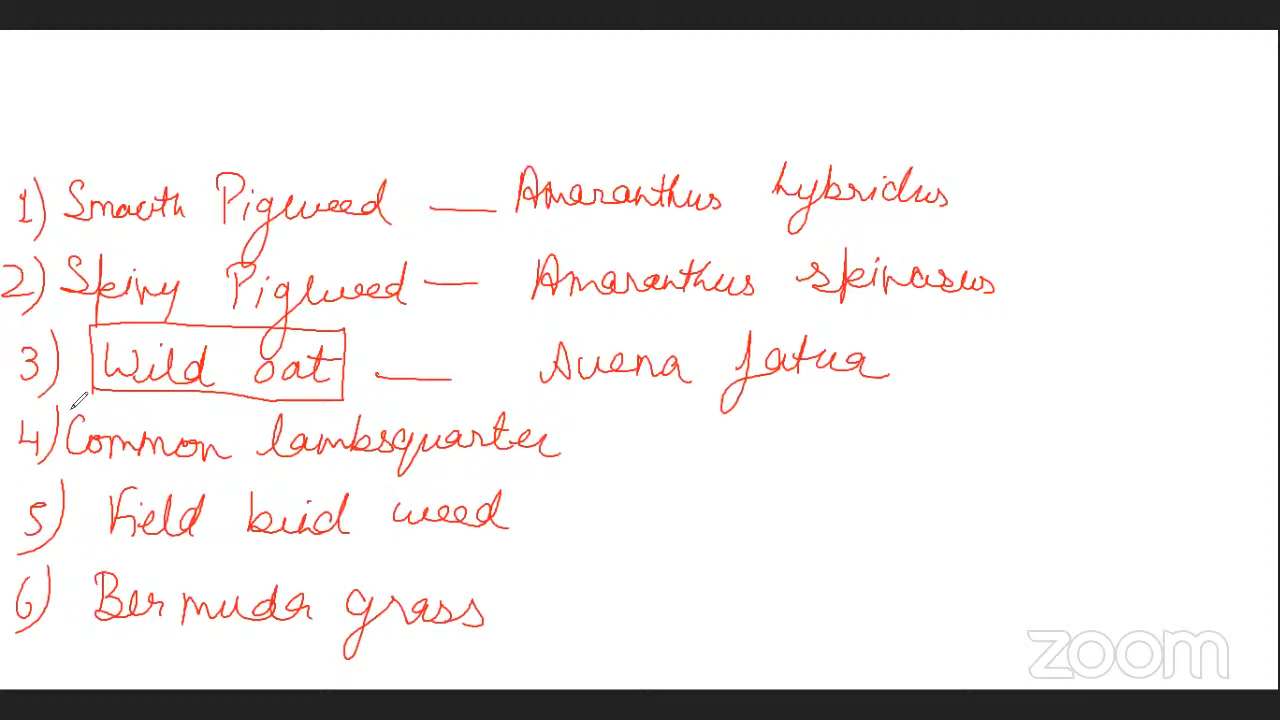 1) Smooth Pigweed — Amaranthus hybridus
2) Spiny Pigweed — Amaranthus spinosus
3) Wild oat — Avena fatua
4) Common lambsquarter
5) Field bind weed
6) Bermuda grass
zoom